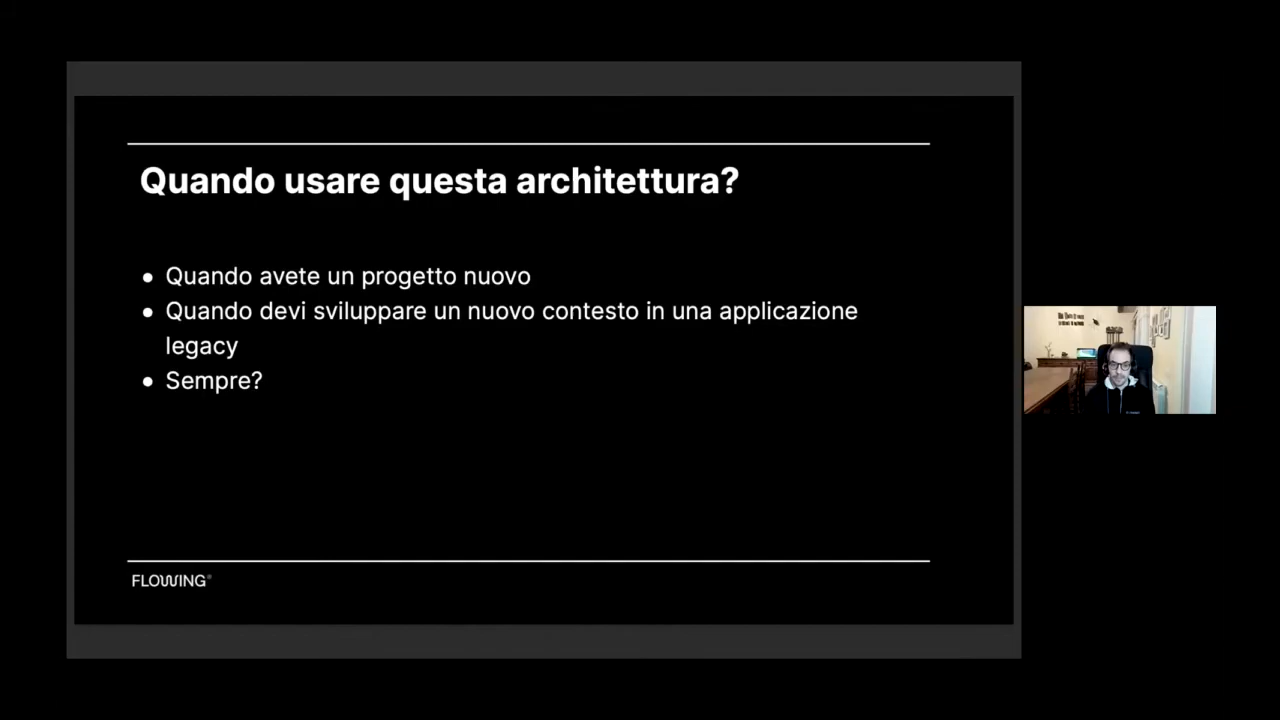 Quando usare questa architettura?
● Quando avete un progetto nuovo
● Quando devi sviluppare un nuovo contesto in una applicazione
legacy
● Sempre?
FLOWING®